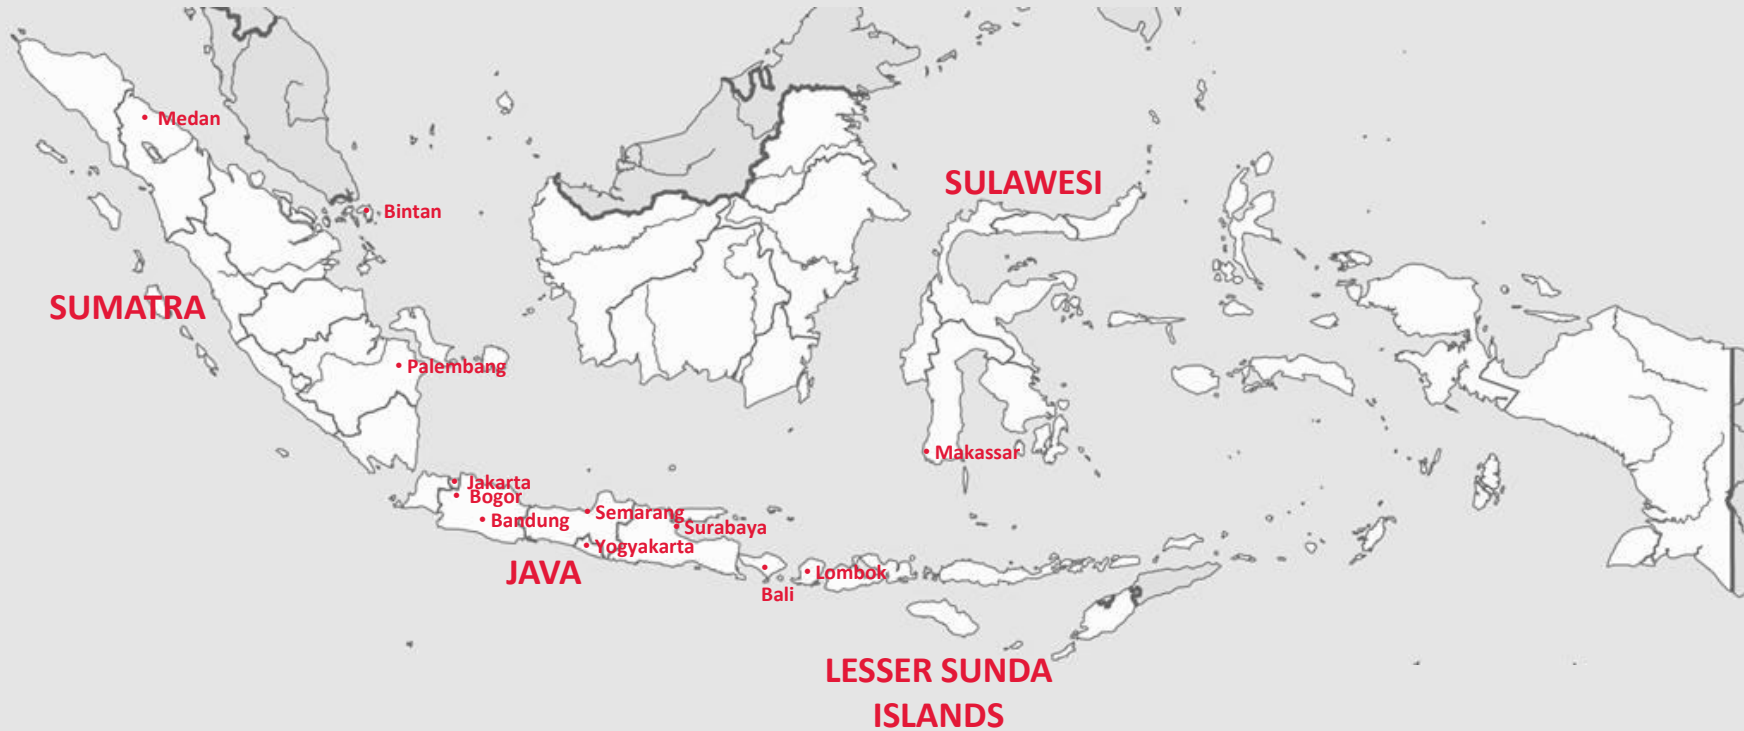 Medan
SULAWESI
Bintan
SUMATRA
Palembang
Makassar
Jakarta
Bogor
Semarang
Bandung
Surabaya
Yogyakarta
JAVA
Lombok
Bali
LESSER SUNDA
ISLANDS